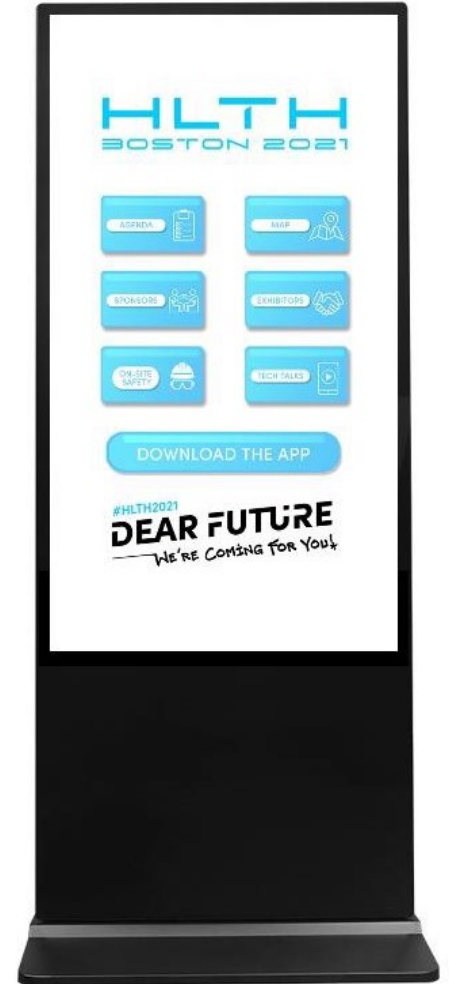 HLTH
BOSTON 2021
AGENDA
MAP
SPONSORS
EXHIBITORS
ON-SITE
SAFETY
TECH TALKS
DOWNLOAD THE APP
#HLTH2021
DEAR FUTURE
WE'RE COMING FOR YOU!